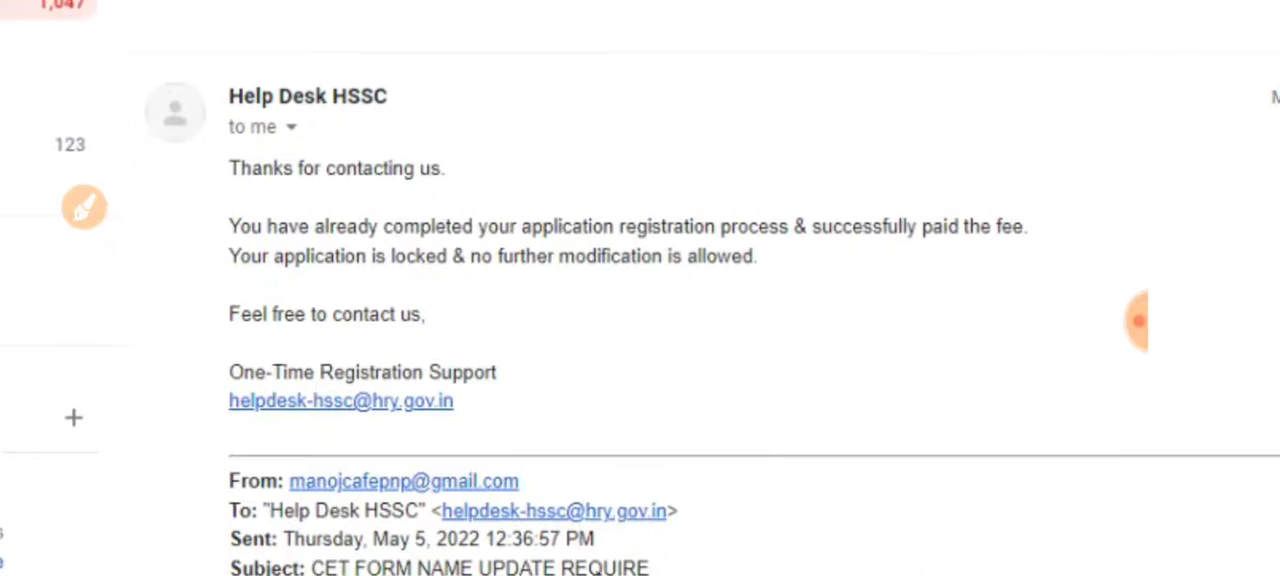 1,047
Help Desk HSSC
to me
123
Thanks for contacting us.
You have already completed your application registration process & successfully paid the fee.
Your application is locked & no further modification is allowed.
Feel free to contact us,
One-Time Registration Support
helpdesk-hssc@hry.gov.in
From: manojcafepnp@gmail.com
To: "Help Desk HSSC" <helpdesk-hssc@hry.gov.in>
Sent: Thursday, May 5, 2022 12:36:57 PM
Subject: CET FORM NAME UPDATE REQUIRE